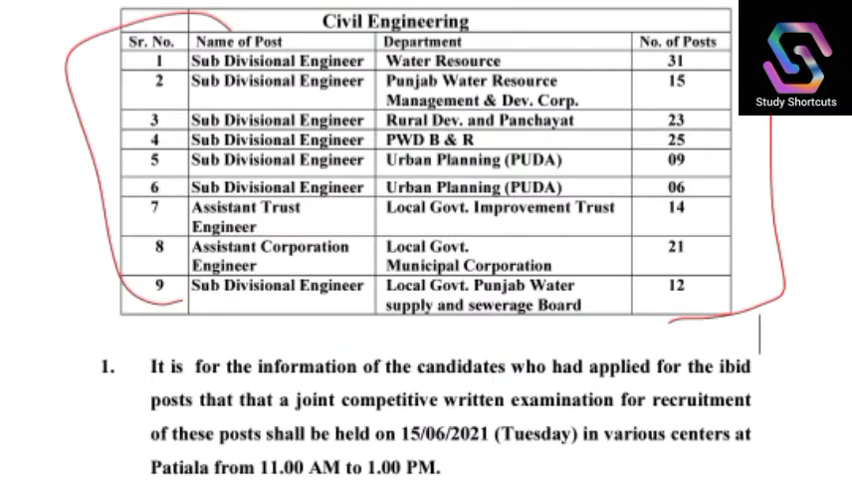 Civil Engineering
Sr. No. Name of Post Department No. of Posts
1 Sub Divisional Engineer Water Resource 31
2 Sub Divisional Engineer Punjab Water Resource 15
Management & Dev. Corp.
3 Sub Divisional Engineer Rural Dev. and Panchayat 23
4 Sub Divisional Engineer PWD B & R 25
5 Sub Divisional Engineer Urban Planning (PUDA) 09
6 Sub Divisional Engineer Urban Planning (PUDA) 06
7 Assistant Trust Local Govt. Improvement Trust 14
Engineer
8 Assistant Corporation Local Govt. 21
Engineer Municipal Corporation
9 Sub Divisional Engineer Local Govt. Punjab Water 12
supply and sewerage Board
Study Shortcuts
1. It is for the information of the candidates who had applied for the ibid
posts that that a joint competitive written examination for recruitment
of these posts shall be held on 15/06/2021 (Tuesday) in various centers at
Patiala from 11.00 AM to 1.00 PM.